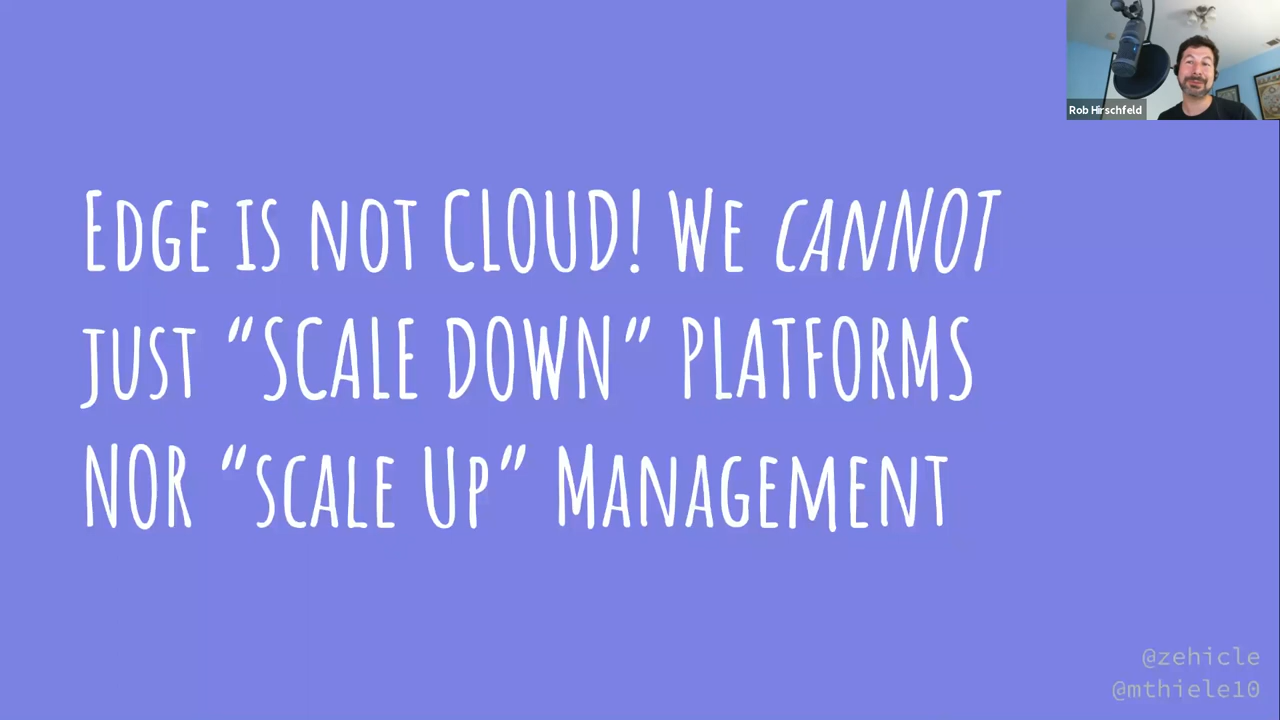 Rob Hirschfeld
EDGE IS NOT CLOUD! WE CANNOT
JUST “SCALE DOWN” PLATFORMS
NOR “SCALE UP” MANAGEMENT
@zehicle
@mthiele10